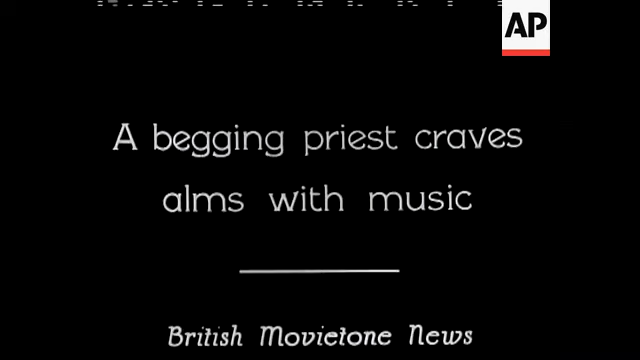 AP
A begging priest craves
alms with music
British Movietone News